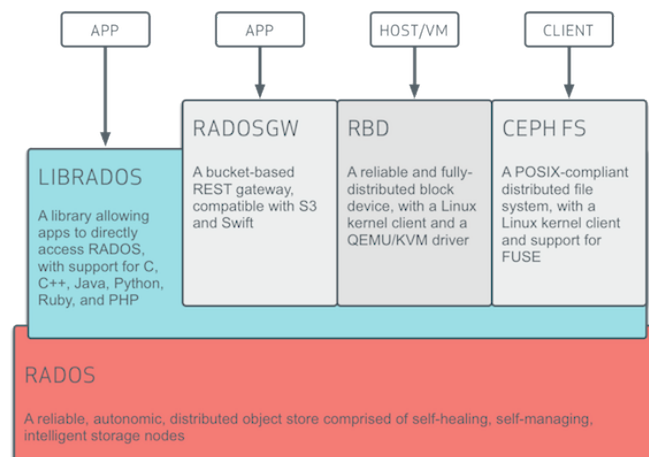 APP
APP
HOST/VM
CLIENT
LIBRADOS
A library allowing
apps to directly
access RADOS,
with support for C,
C++, Java, Python,
Ruby, and PHP
RADOSGW
A bucket-based
REST gateway,
compatible with S3
and Swift
RBD
A reliable and fully-
distributed block
device, with a Linux
kernel client and a
QEMU/KVM driver
CEPH FS
A POSIX-compliant
distributed file
system, with a
Linux kernel client
and support for
FUSE
RADOS
A reliable, autonomic, distributed object store comprised of self-healing, self-managing,
intelligent storage nodes